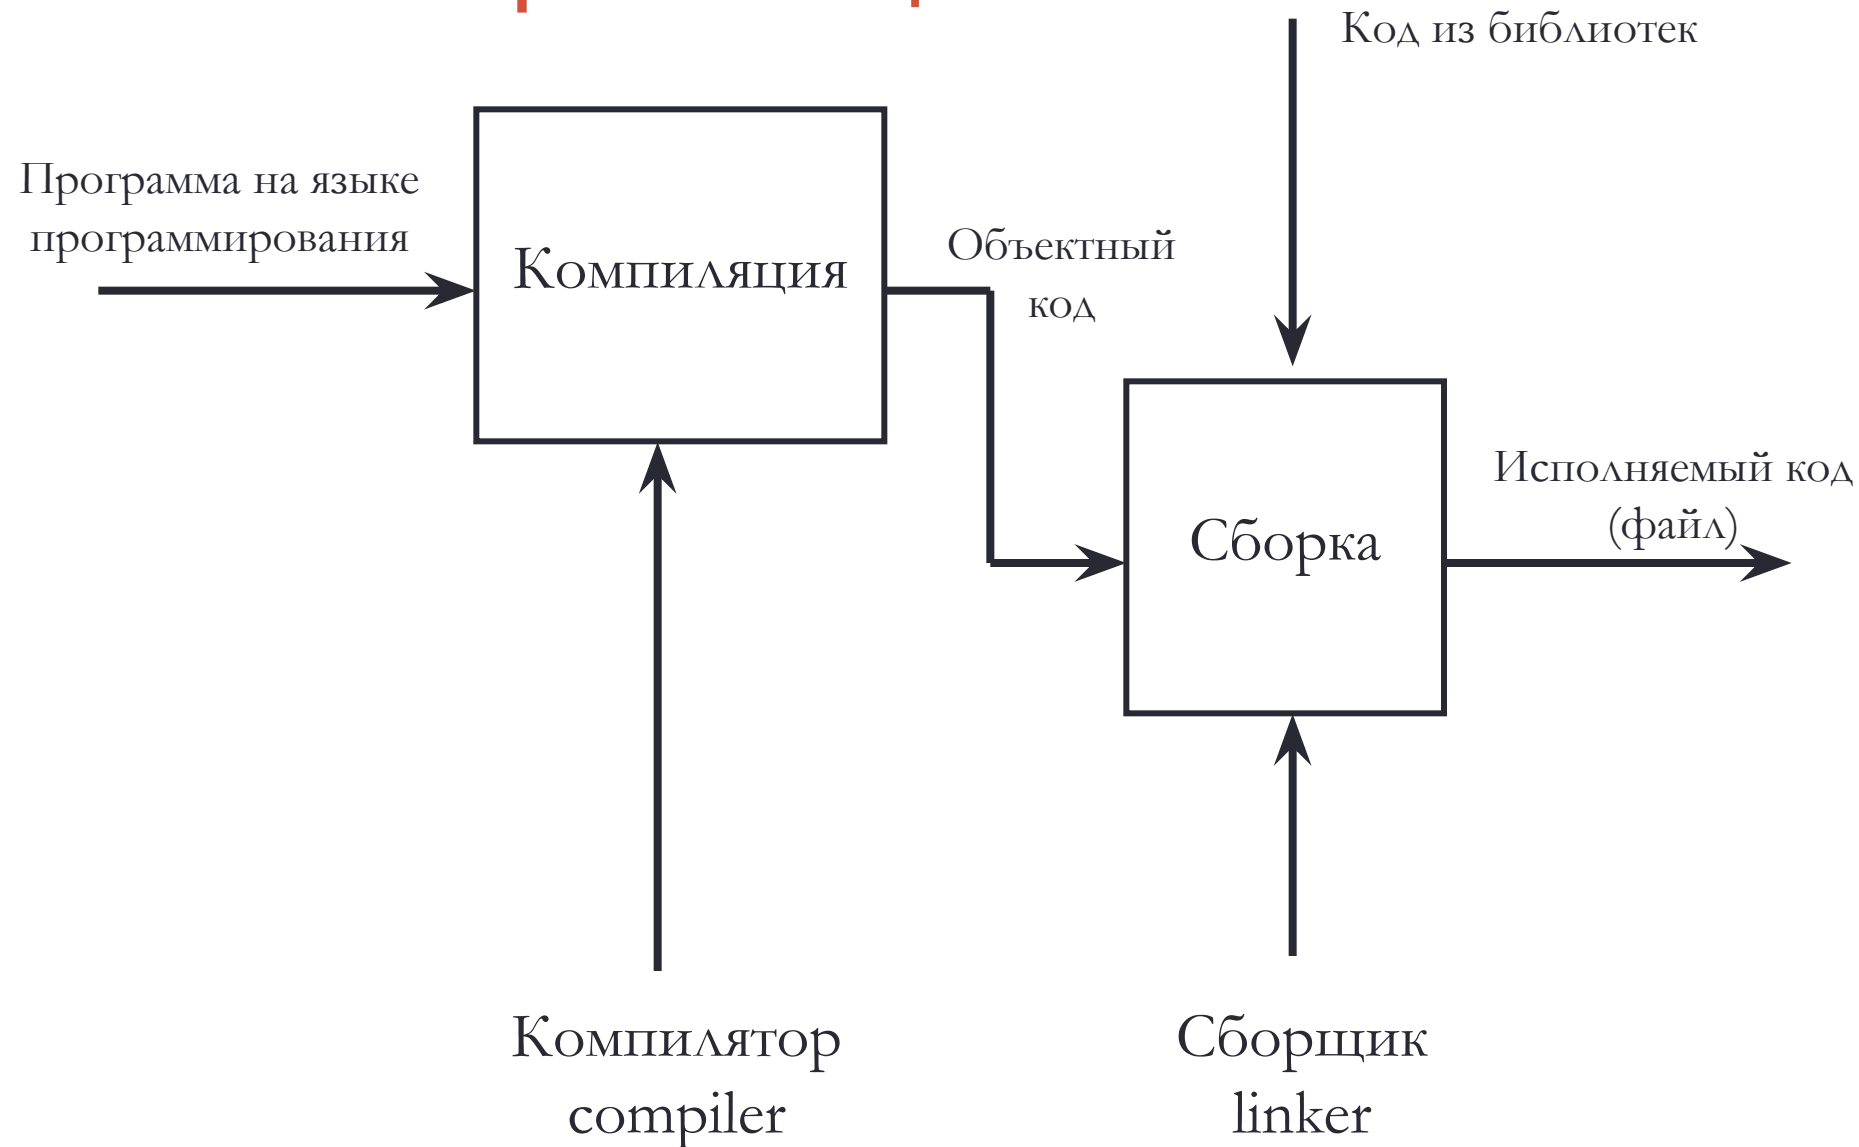 Код из библиотек
Программа на языке
программирования
Компиляция
Объектный
код
Сборка
Исполняемый код
(файл)
Компилятор
compiler
Сборщик
linker